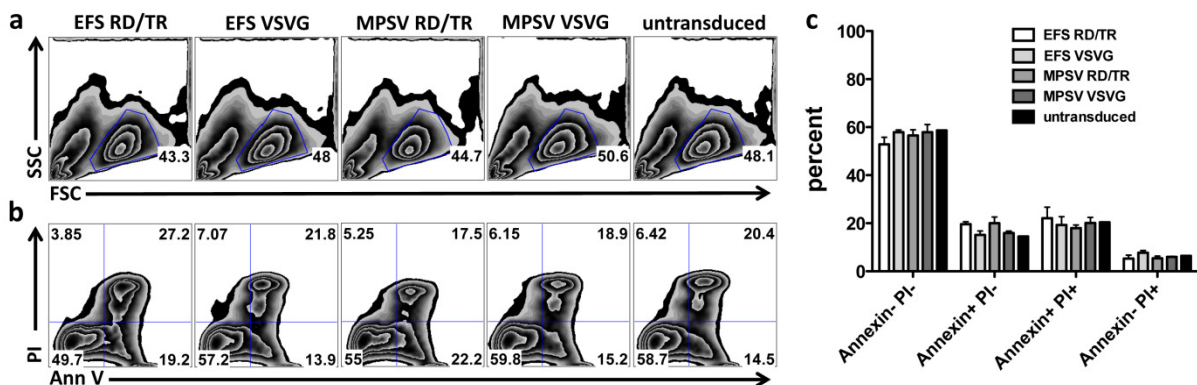 a
EFS RD/TR EFS VSVG MPSV RD/TR MPSV VSVG untransduced
SSC
43.3 48 44.7 50.6 48.1
FSC
b
3.85 27.2 7.07 21.8 5.25 17.5 6.15 18.9 6.42 20.4
PI
49.7 19.2 57.2 13.9 55 22.2 59.8 15.2 58.7 14.5
Ann V
c
percent
100
80
60
40
20
0
EFS RD/TR
EFS VSVG
MPSV RD/TR
MPSV VSVG
untransduced
Annexin- PI-
Annexin+ PI-
Annexin+ PI+
Annexin- PI+